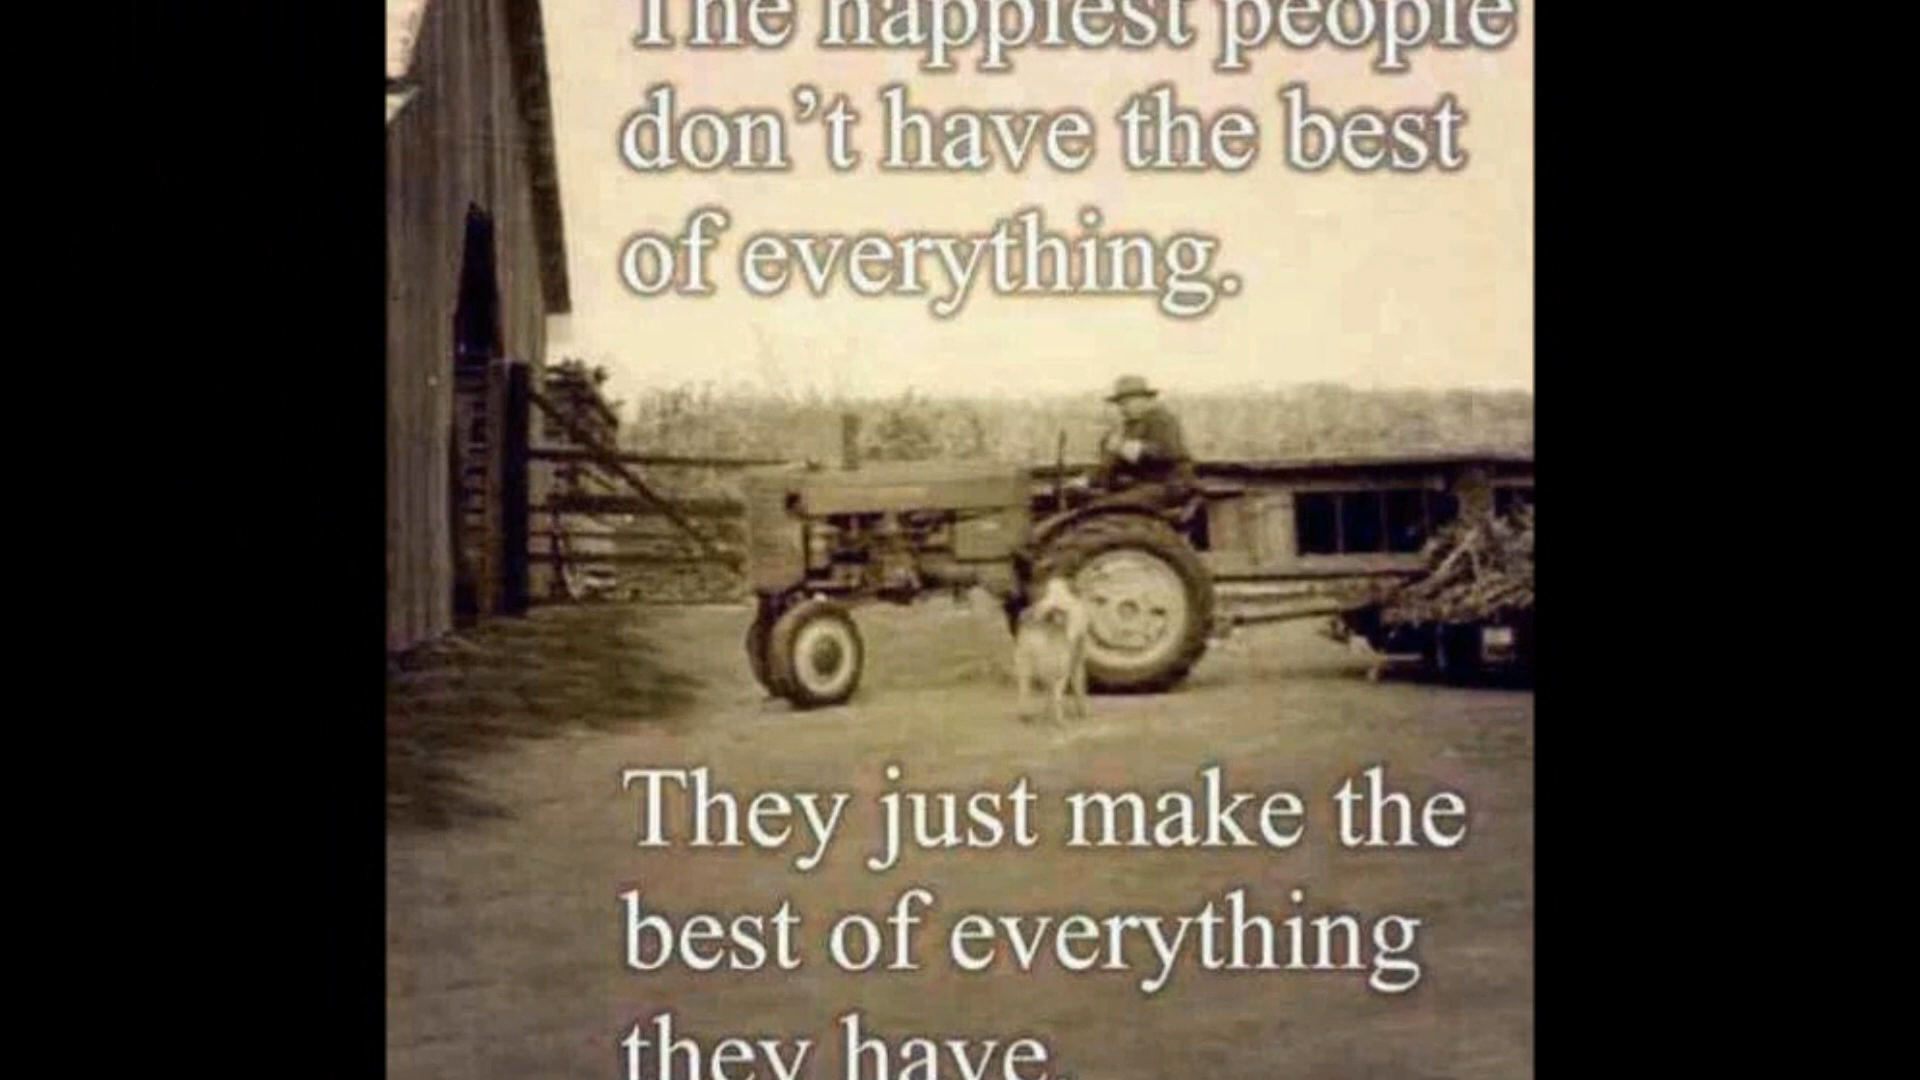 The happiest people
don't have the best
of everything.
They just make the
best of everything
they have.